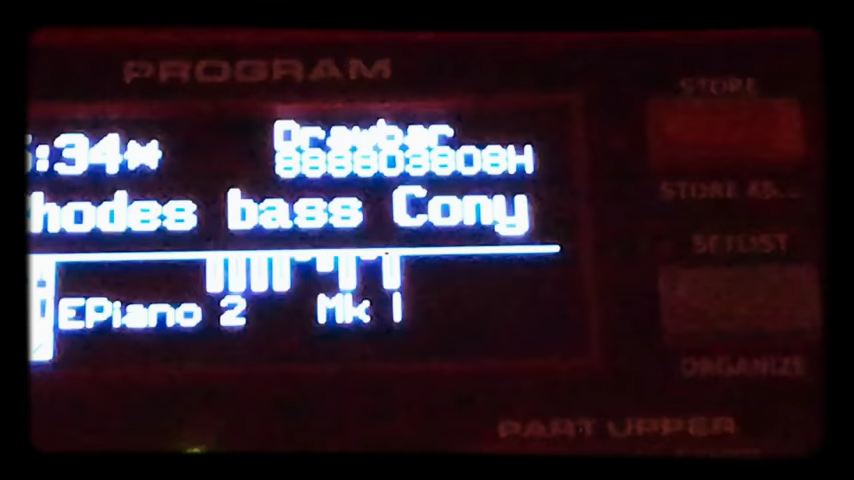 PROGRAM
STORE
:34* Drawbar
888803808H
STORE AS...
hodes bass Cony
SETLIST
EPiano 2 Mk I
ORGANIZE
PART UPPER